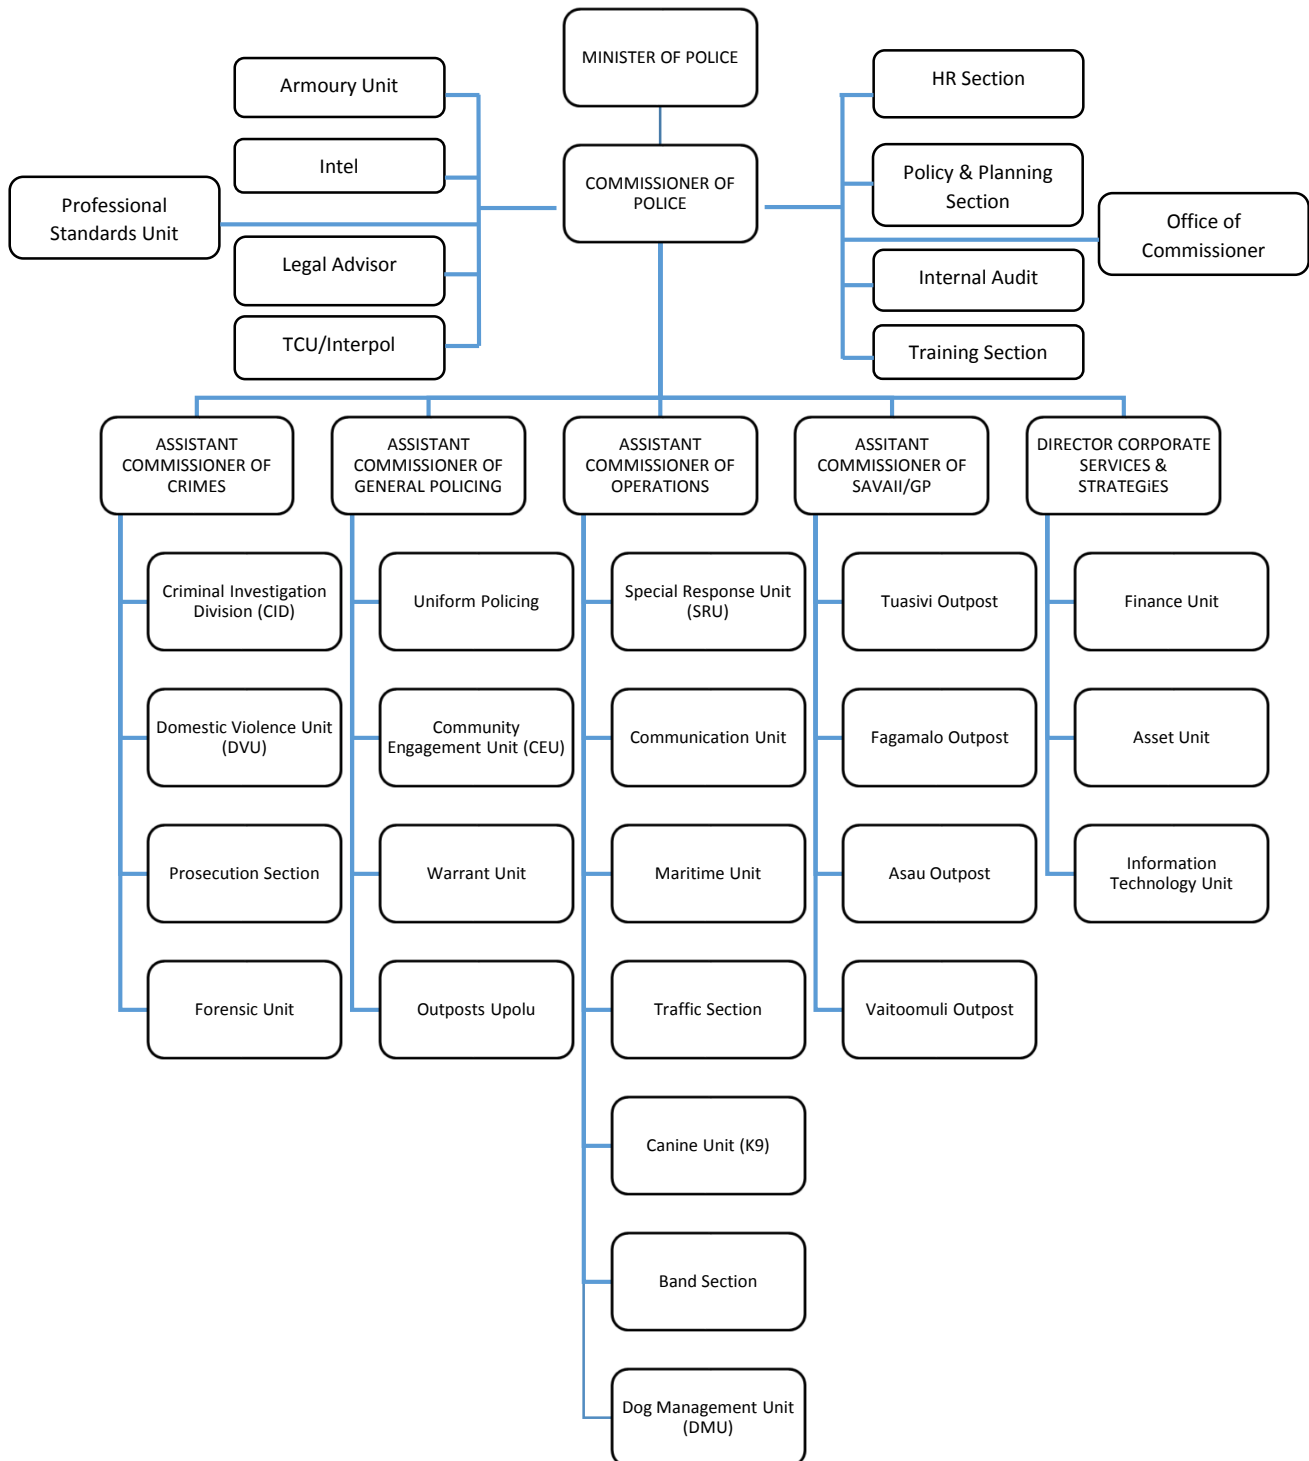 MINISTER OF POLICE
Armoury Unit
HR Section
Intel
COMMISSIONER OF
POLICE
Policy & Planning
Section
Professional
Standards Unit
Office of
Commissioner
Legal Advisor
Internal Audit
TCU/Interpol
Training Section
ASSISTANT
COMMISSIONER OF
CRIMES
ASSISTANT
COMMISSIONER OF
GENERAL POLICING
ASSISTANT
COMMISSIONER OF
OPERATIONS
ASSITANT
COMMISSIONER OF
SAVAII/GP
DIRECTOR CORPORATE
SERVICES &
STRATEGiES
Criminal Investigation
Division (CID)
Uniform Policing
Special Response Unit
(SRU)
Tuasivi Outpost
Finance Unit
Domestic Violence Unit
(DVU)
Community
Engagement Unit (CEU)
Communication Unit
Fagamalo Outpost
Asset Unit
Prosecution Section
Warrant Unit
Maritime Unit
Asau Outpost
Information
Technology Unit
Forensic Unit
Outposts Upolu
Traffic Section
Vaitoomuli Outpost
Canine Unit (K9)
Band Section
Dog Management Unit
(DMU)